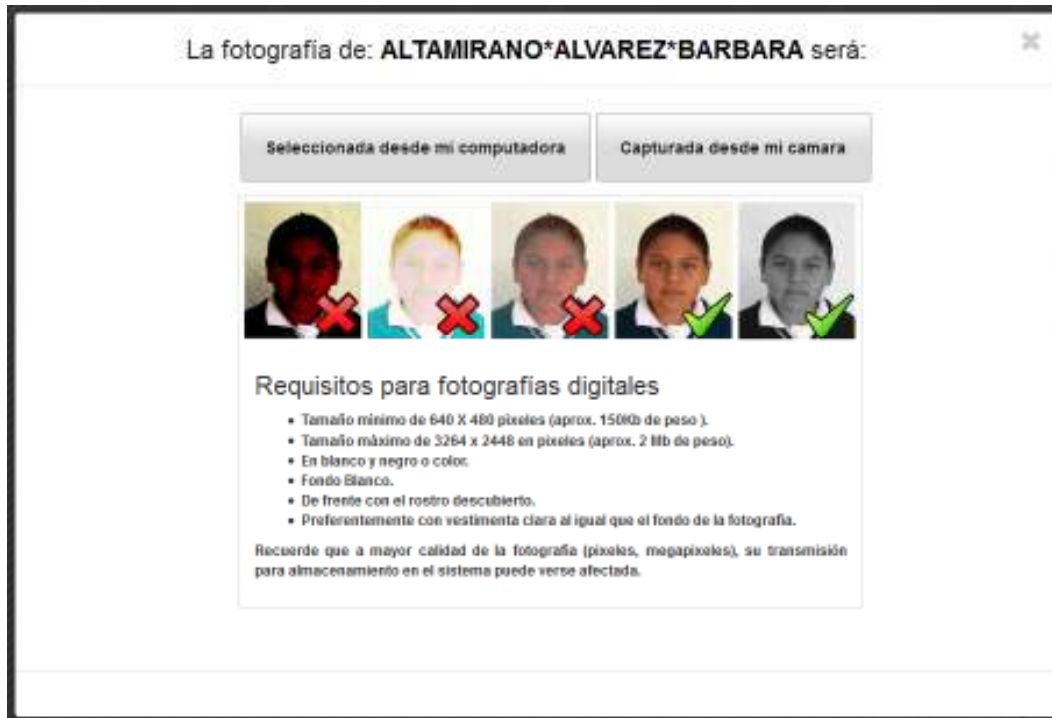 La fotografía de: ALTAMIRANO*ALVAREZ*BARBARA será:
Seleccionada desde mi computadora
Capturada desde mi camara
Requisitos para fotografías digitales
• Tamaño mínimo de 640 X 480 pixeles (aprox. 150Kb de peso ).
• Tamaño máximo de 3264 x 2448 en pixeles (aprox. 2 Mb de peso).
• En blanco y negro o color.
• Fondo Blanco.
• De frente con el rostro descubierto.
• Preferentemente con vestimenta clara al igual que el fondo de la fotografía.
Recuerde que a mayor calidad de la fotografía (pixeles, megapixeles), su transmisión
para almacenamiento en el sistema puede verse afectada.